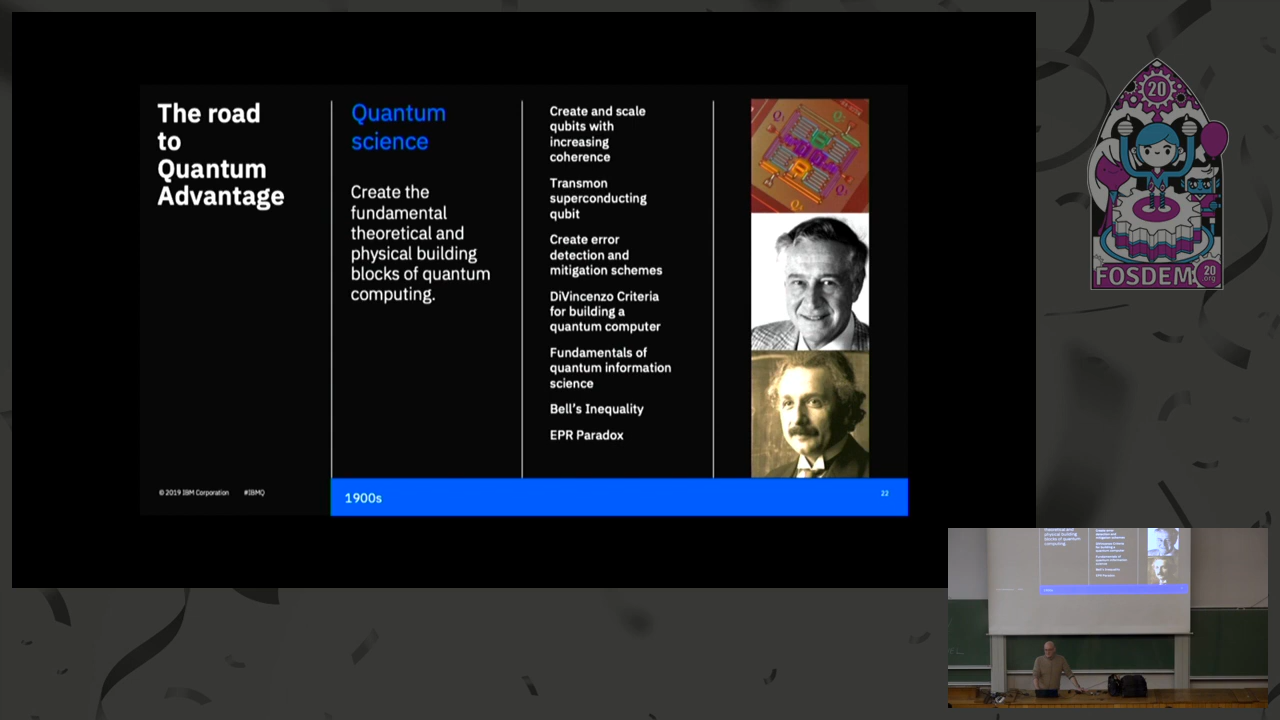 The road
to
Quantum
Advantage
Quantum
science
Create the
fundamental
theoretical and
physical building
blocks of quantum
computing.
Create and scale
qubits with
increasing
coherence
Transmon
superconducting
qubit
Create error
detection and
mitigation schemes
DiVincenzo Criteria
for building a
quantum computer
Fundamentals of
quantum information
science
Bell's Inequality
EPR Paradox
© 2019 IBM Corporation #IBMQ
1900s
22
20
FOSDEM
20
org